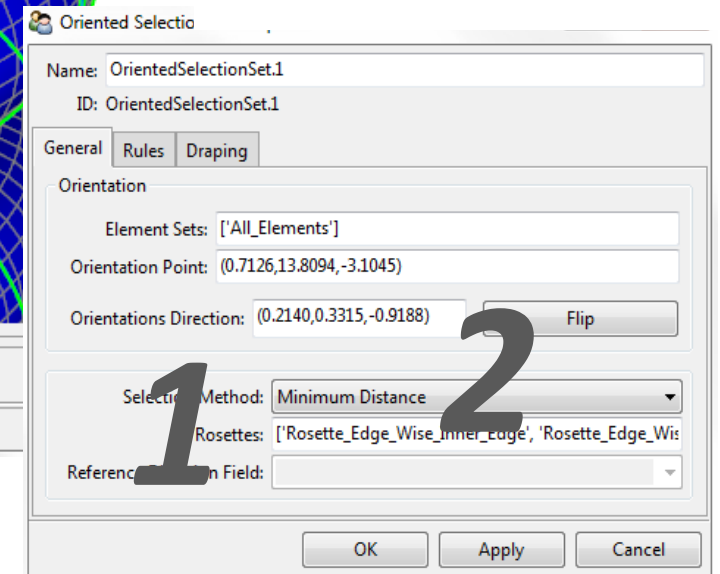 Oriented Selectio
Name: OrientedSelectionSet.1
ID: OrientedSelectionSet.1
General Rules Draping
Orientation
Element Sets: ['All_Elements']
Orientation Point: (0.7126,13.8094,-3.1045)
Orientations Direction: (0.2140,0.3315,-0.9188) Flip
1 2
Method: Minimum Distance
Rosettes: ['Rosette_Edge_Wise_Inner_Edge', 'Rosette_Edge_Wis
Field:
OK Apply Cancel